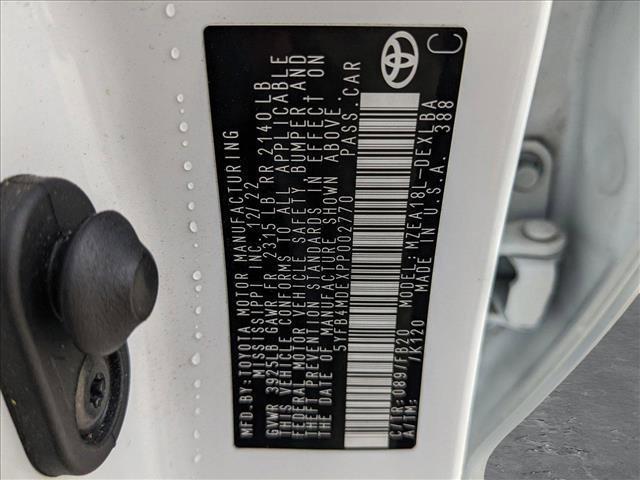 MFD.BY:TOYOTA MOTOR MANUFACTURING
MISSISSIPPI INC. 12/22
GVWR 3925LB GAWR FR 2315 LB RR 2140LB
THIS VEHICLE CONFORMS TO ALL APPLICABLE
FEDERAL MOTOR VEHICLE SAFETY, BUMPER AND
THEFT PREVENTION STANDARDS IN EFFECT ON
THE DATE OF MANUFACTURE SHOWN ABOVE.
5YFB4MDEXPP002770 PASS.CAR
C/TR:089/FB20 MZEA18L-DEXLBA
A/TM: /K120 MADE IN U.S.A. 388
C